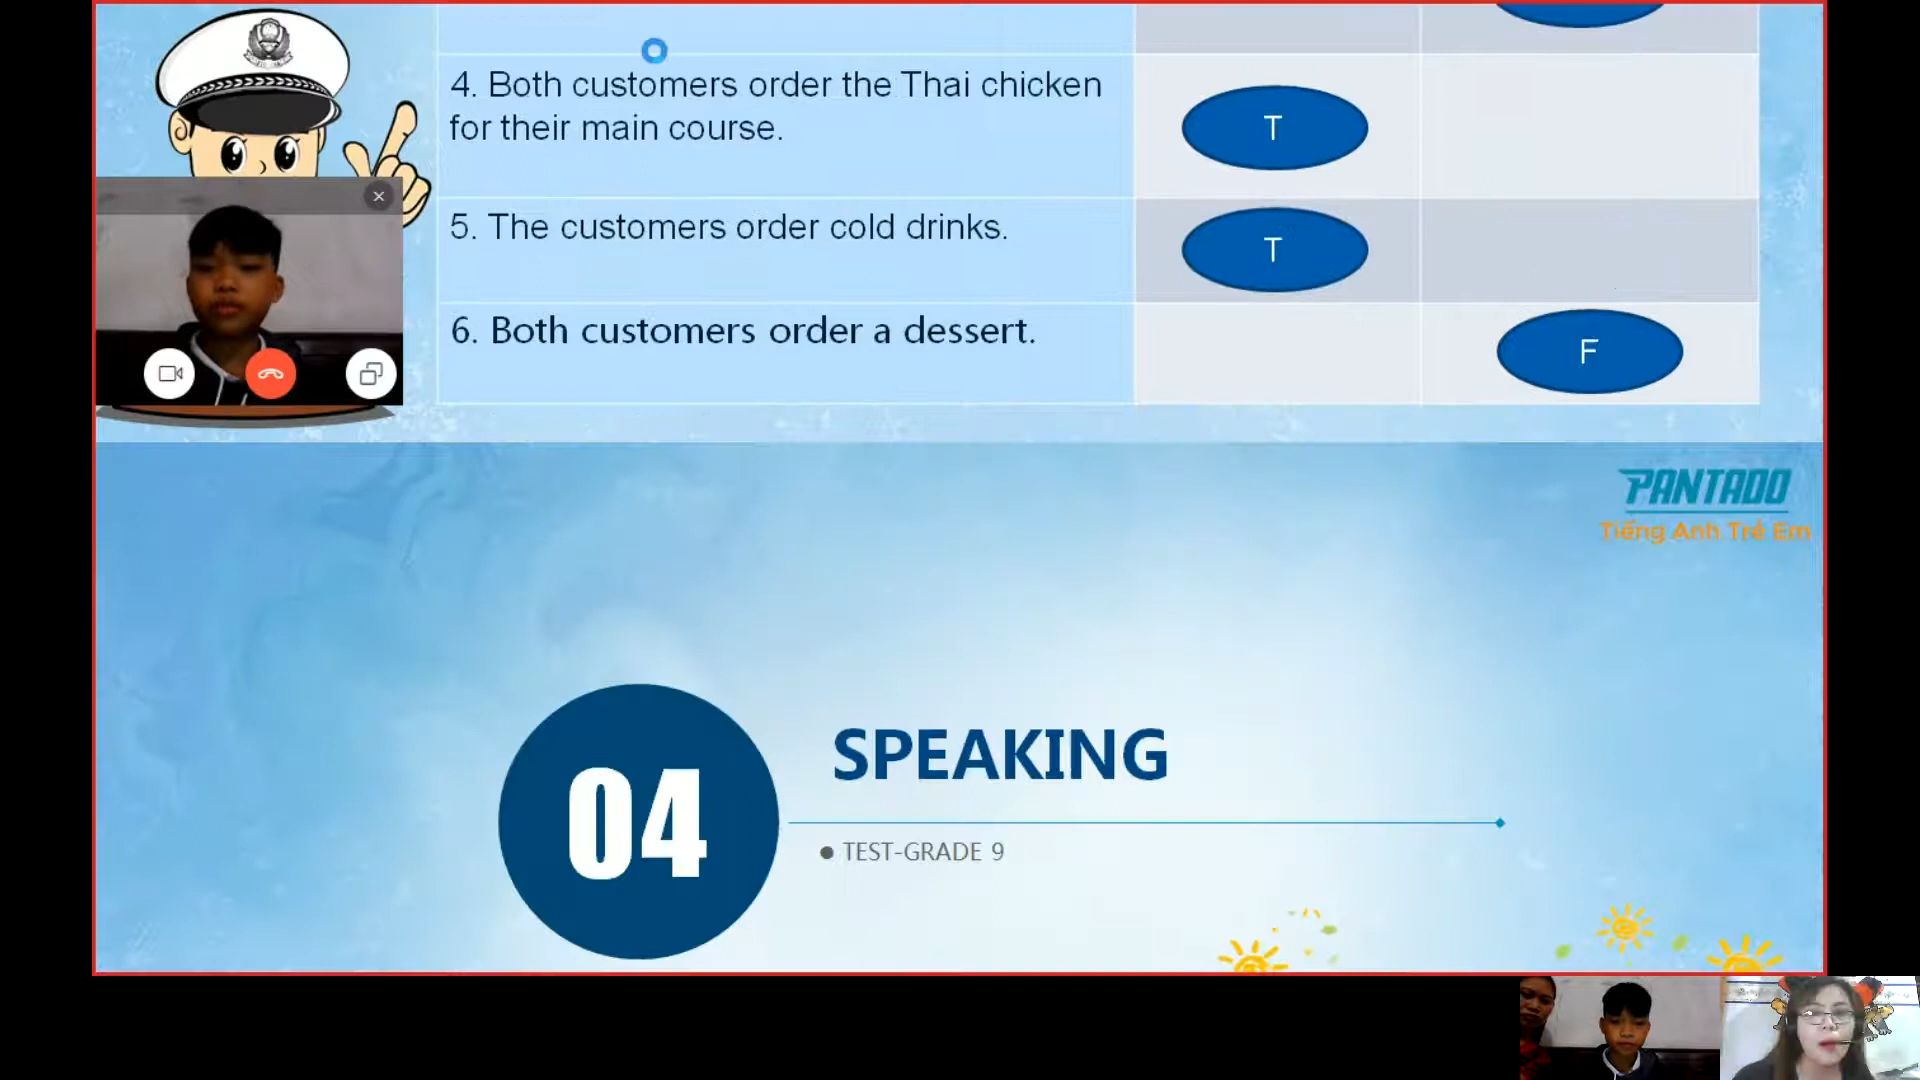 4. Both customers order the Thai chicken
for their main course.
T
5. The customers order cold drinks.
T
6. Both customers order a dessert.
F
PANTADO
Tiếng Anh Trẻ Em
04
SPEAKING
● TEST-GRADE 9